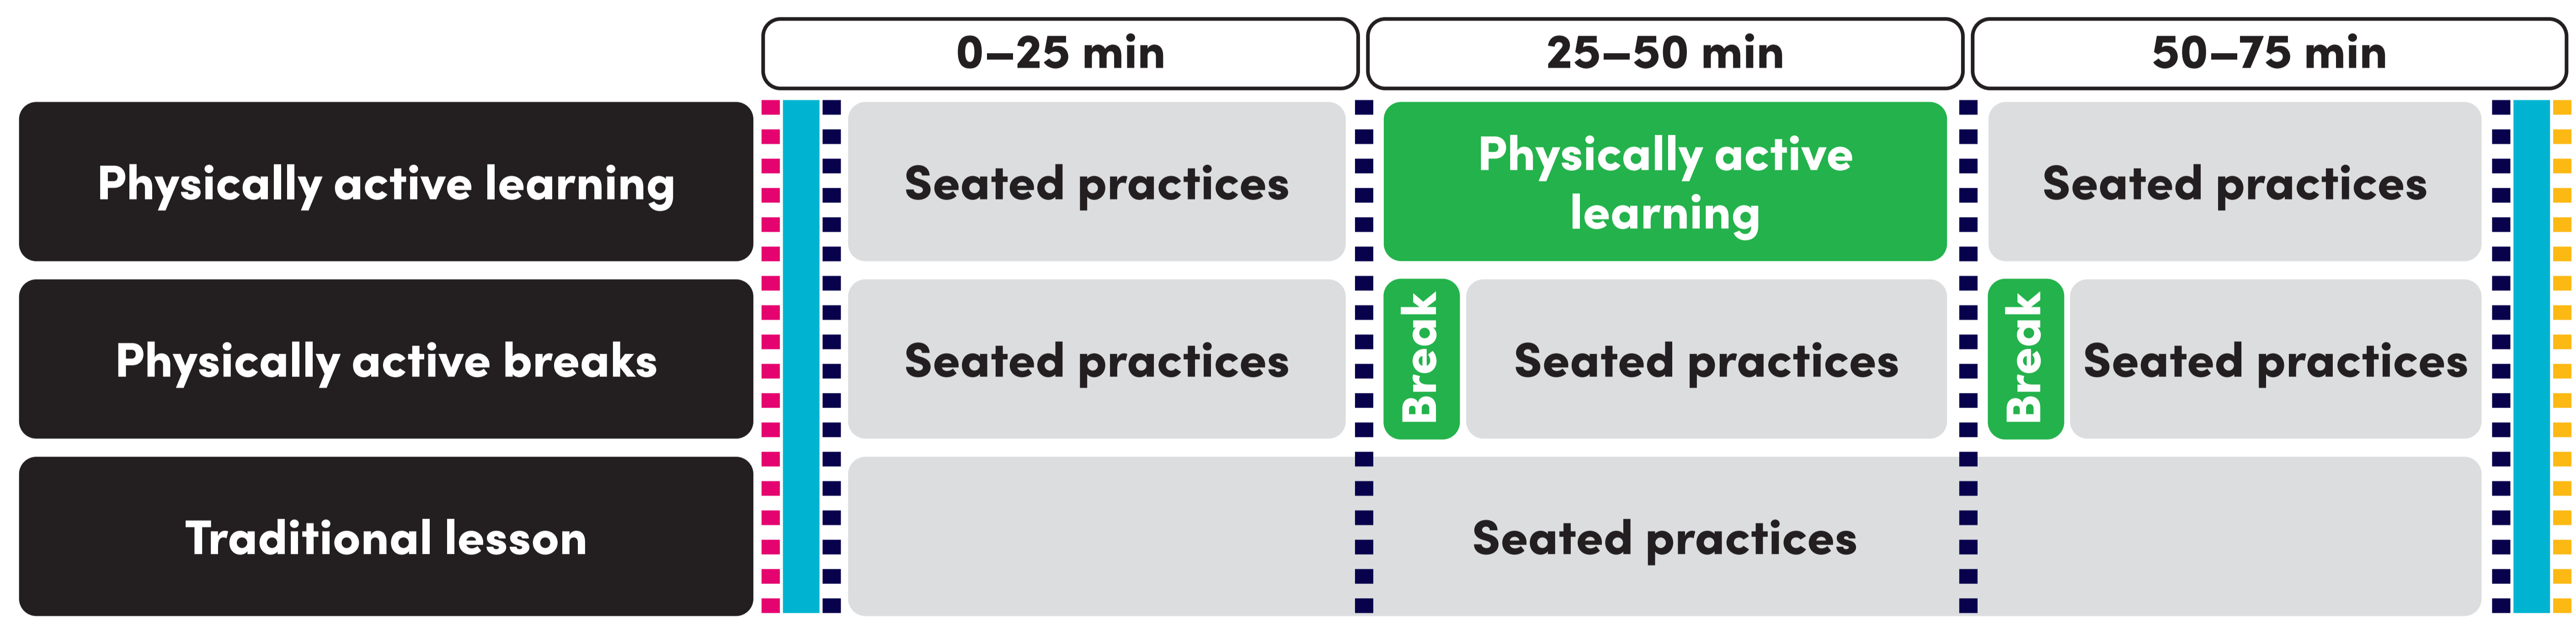 0–25 min
25–50 min
50–75 min
Physically active learning
Seated practices
Physically active
learning
Seated practices
Physically active breaks
Seated practices
Break
Seated practices
Break
Seated practices
Traditional lesson
Seated practices